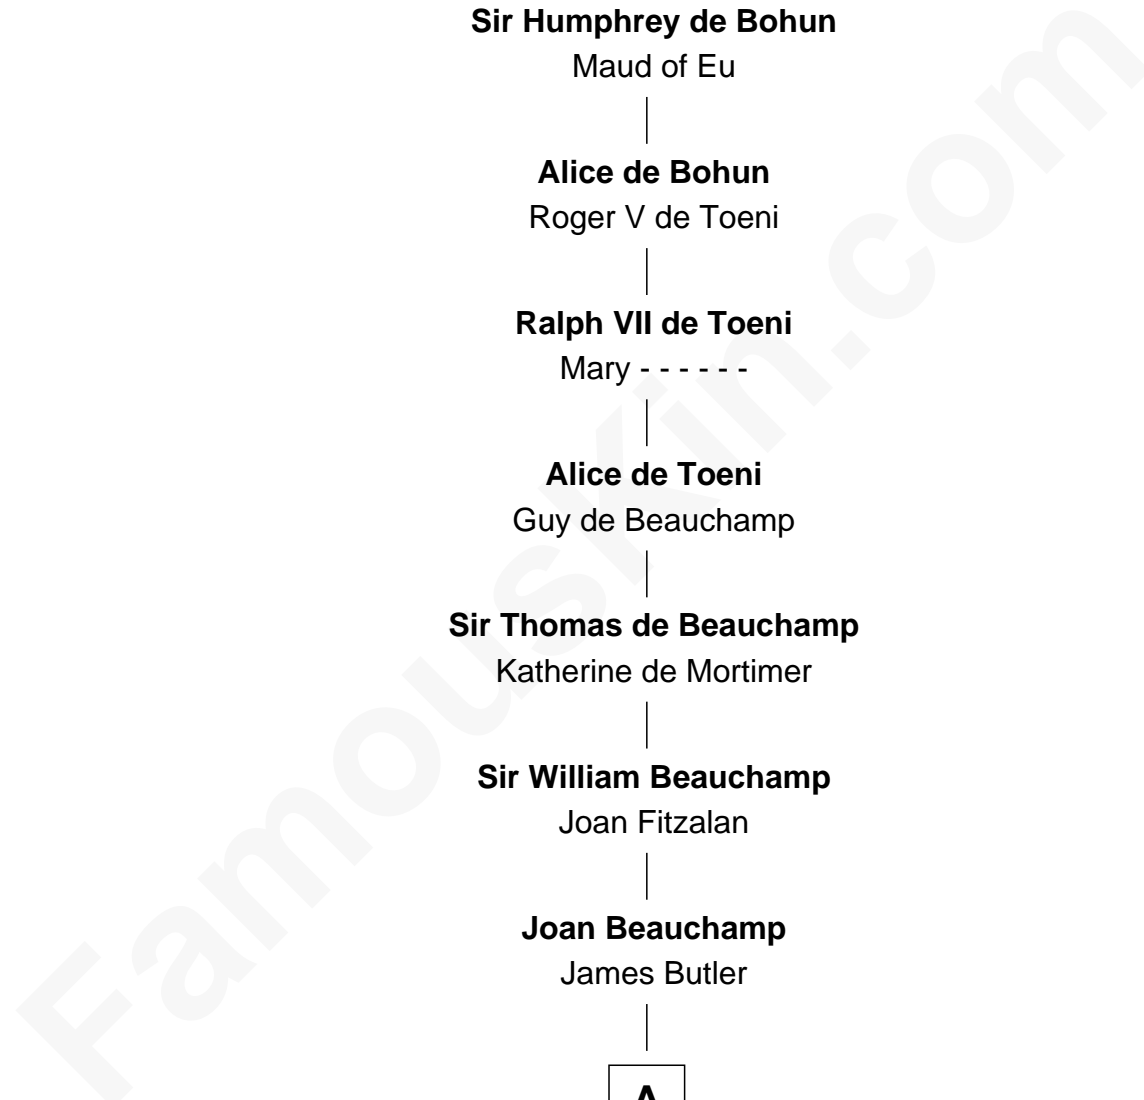 Sir Humphrey de Bohun
Maud of Eu
Alice de Bohun
Roger V de Toeni
Ralph VII de Toeni
Mary - - - - - -
Alice de Toeni
Guy de Beauchamp
Sir Thomas de Beauchamp
Katherine de Mortimer
Sir William Beauchamp
Joan Fitzalan
Joan Beauchamp
James Butler
A
FamousKin.com